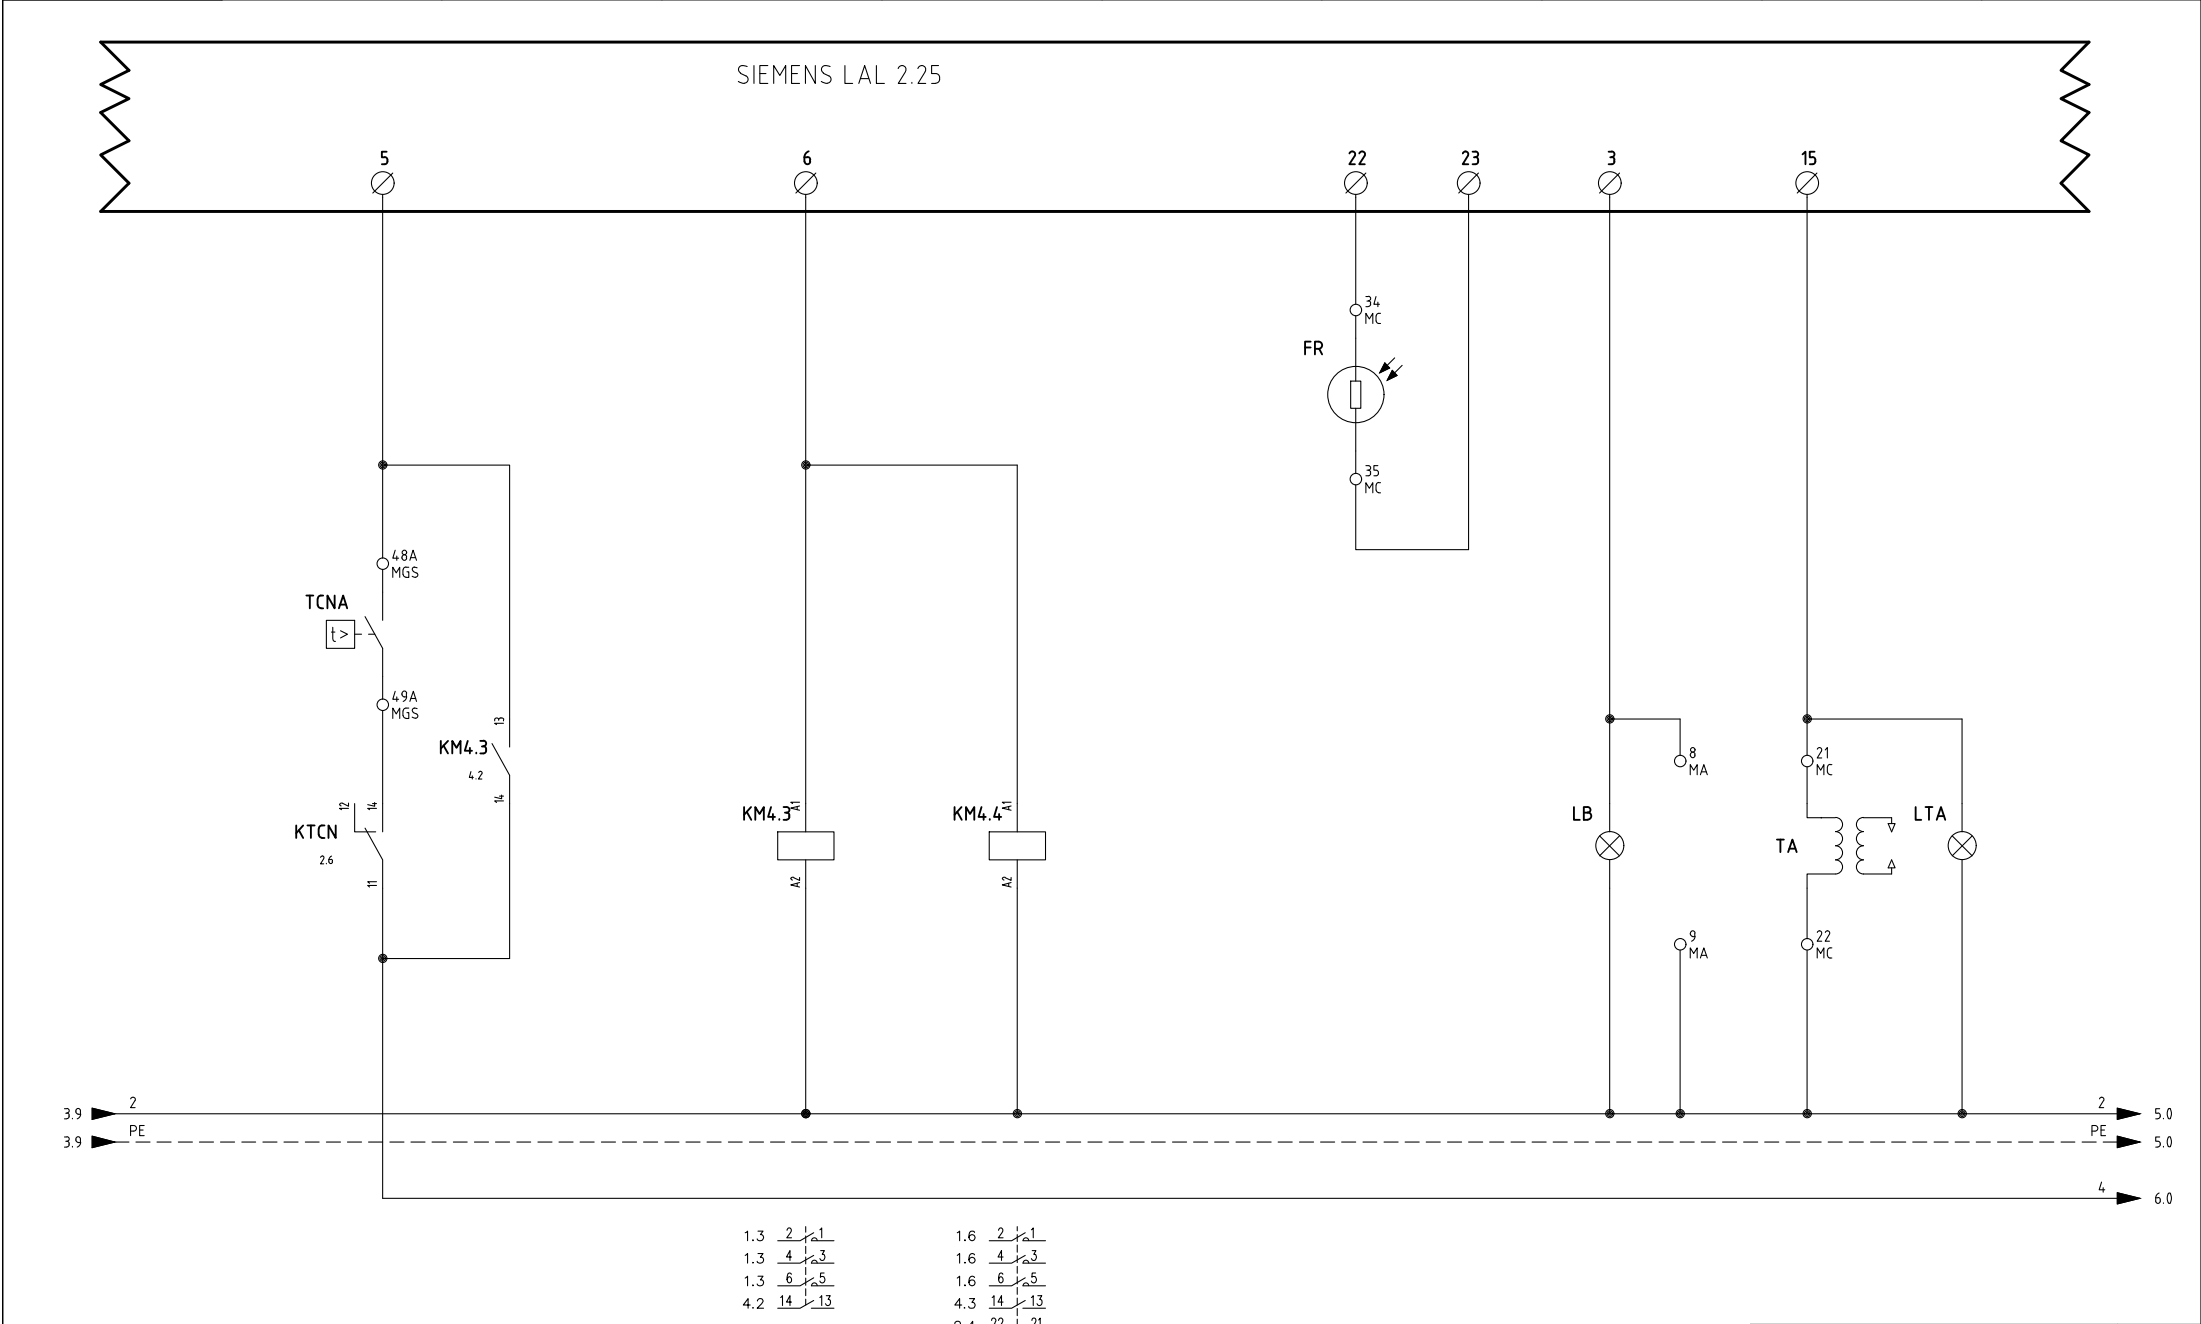 SIEMENS LAL 2.25
5 6 22 23 3 15
34
MC
FR
35
MC
48A
MGS
TCNA
t>
49A
MGS
13
KM4.3
4.2
14
12 14
KTCN
2.6
11
A1
KM4.3
A2
A1
KM4.4
A2
8
MA
LB
9
MA
21
MC
TA
22
MC
LTA
3.9 2 2 5.0
3.9 PE PE 5.0
4 6.0
1.3 2 1 1.6 2 1
1.3 4 3 1.6 4 3
1.3 6 5 1.6 6 5
4.2 14 13 4.3 14 13
22 21